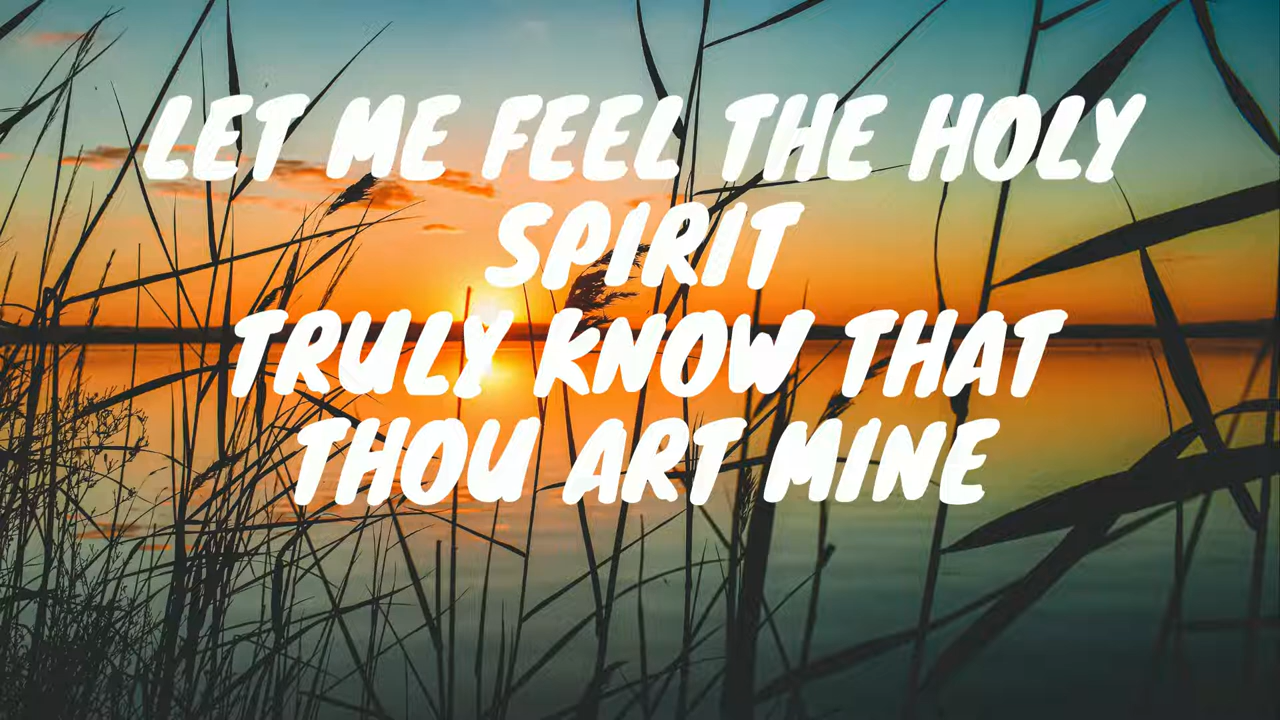 LET ME FEEL THE HOLY
SPIRIT
TRULY KNOW THAT
THOU ART MINE